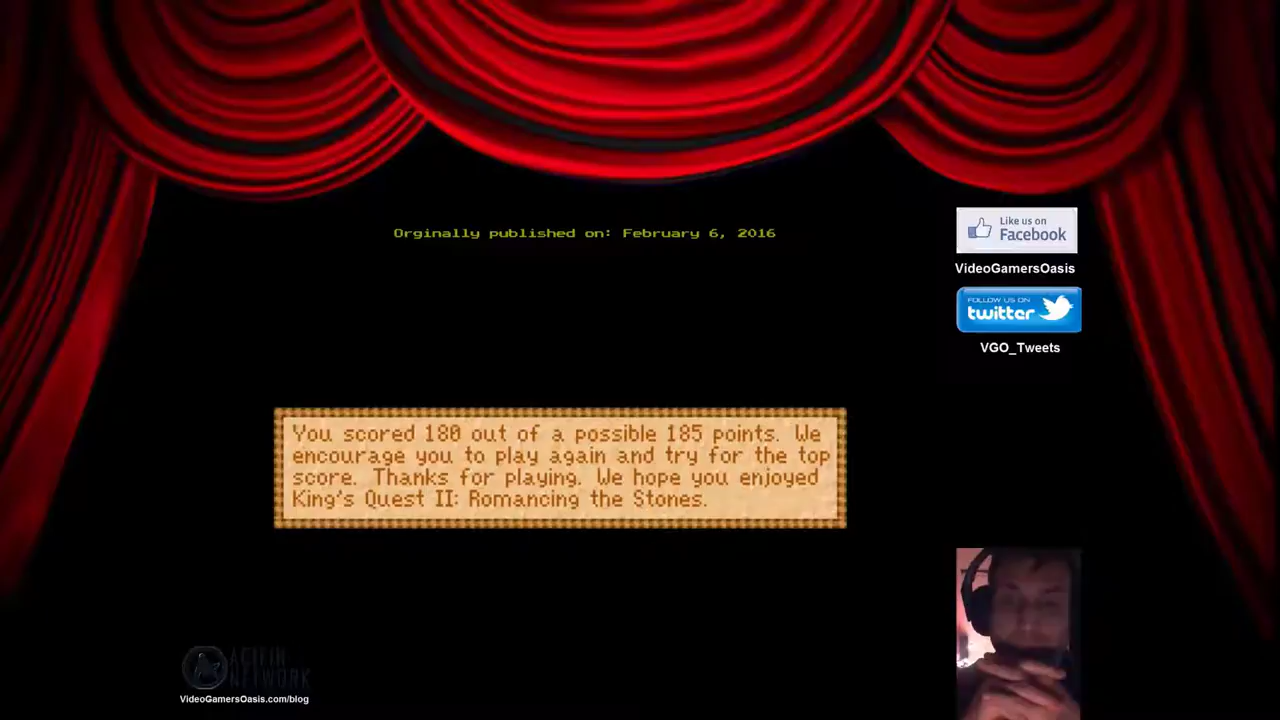 Orginally published on: February 6, 2016
Like us on
Facebook
VideoGamersOasis
FOLLOW US ON
twitter
VGO_Tweets
You scored 180 out of a possible 185 points. We
encourage you to play again and try for the top
score. Thanks for playing. We hope you enjoyed
King's Quest II: Romancing the Stones.
ACIFIN
NETWORK
VideoGamersOasis.com/blog